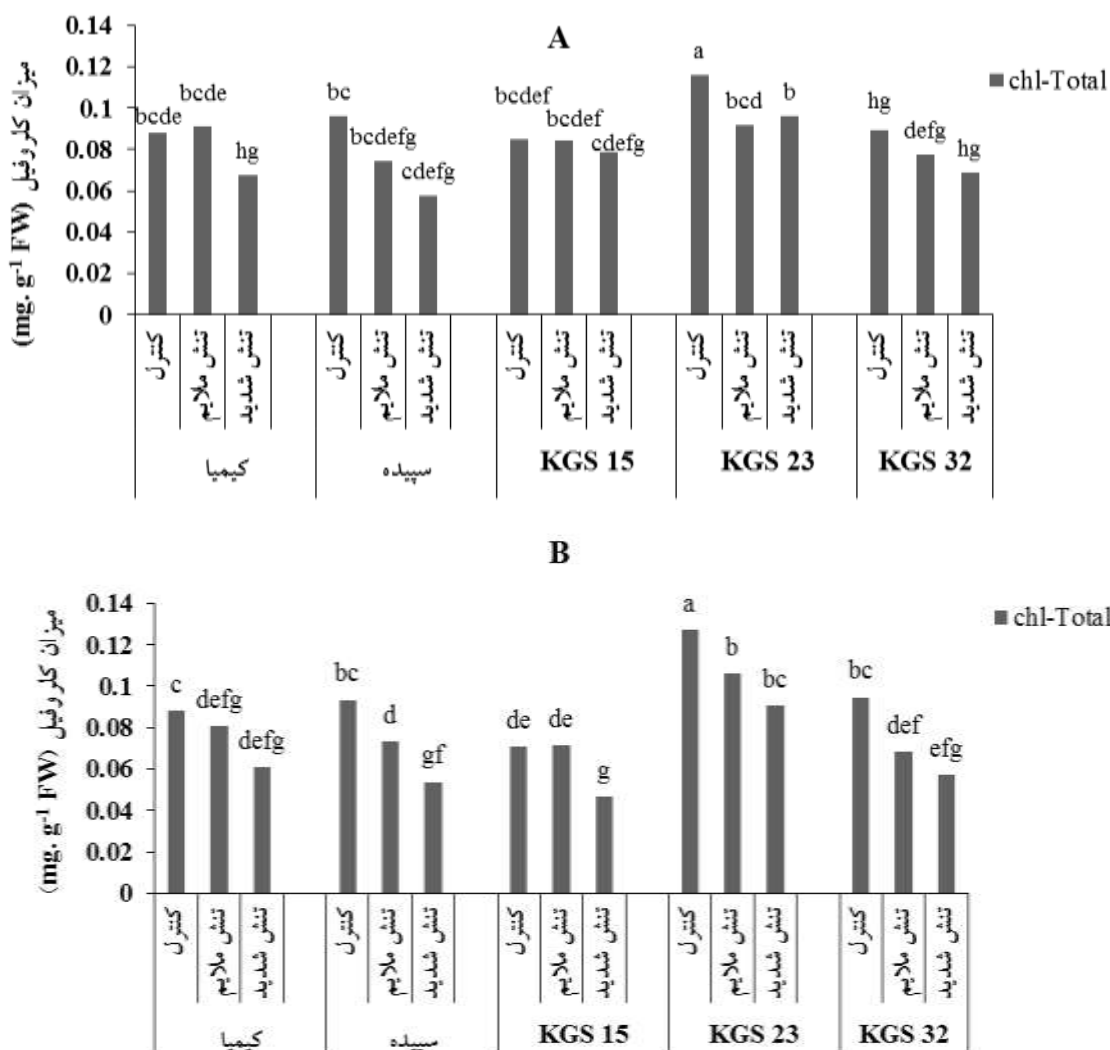 A
میزان کلروفیل (mg. g-1 FW)
0.14
0.12
0.1
0.08
0.06
0.04
0.02
0
bcde
bcde
hg
bc
bcdefg
cdefg
bcdef
bcdef
cdefg
a
bcd
b
hg
defg
hg
chl-Total
کنترل
تنش ملایم
تنش شدید
کنترل
تنش ملایم
تنش شدید
کنترل
تنش ملایم
تنش شدید
کنترل
تنش ملایم
تنش شدید
کنترل
تنش ملایم
تنش شدید
کیمیا
سپیده
KGS 15
KGS 23
KGS 32
B
میزان کلروفیل (mg. g-1 FW)
0.14
0.12
0.1
0.08
0.06
0.04
0.02
0
c
defg
defg
bc
d
gf
de
de
g
a
b
bc
bc
def
efg
chl-Total
کنترل
تنش ملایم
تنش شدید
کنترل
تنش ملایم
تنش شدید
کنترل
تنش ملایم
تنش شدید
کنترل
تنش ملایم
تنش شدید
کنترل
تنش ملایم
تنش شدید
کیمیا
سپیده
KGS 15
KGS 23
KGS 32